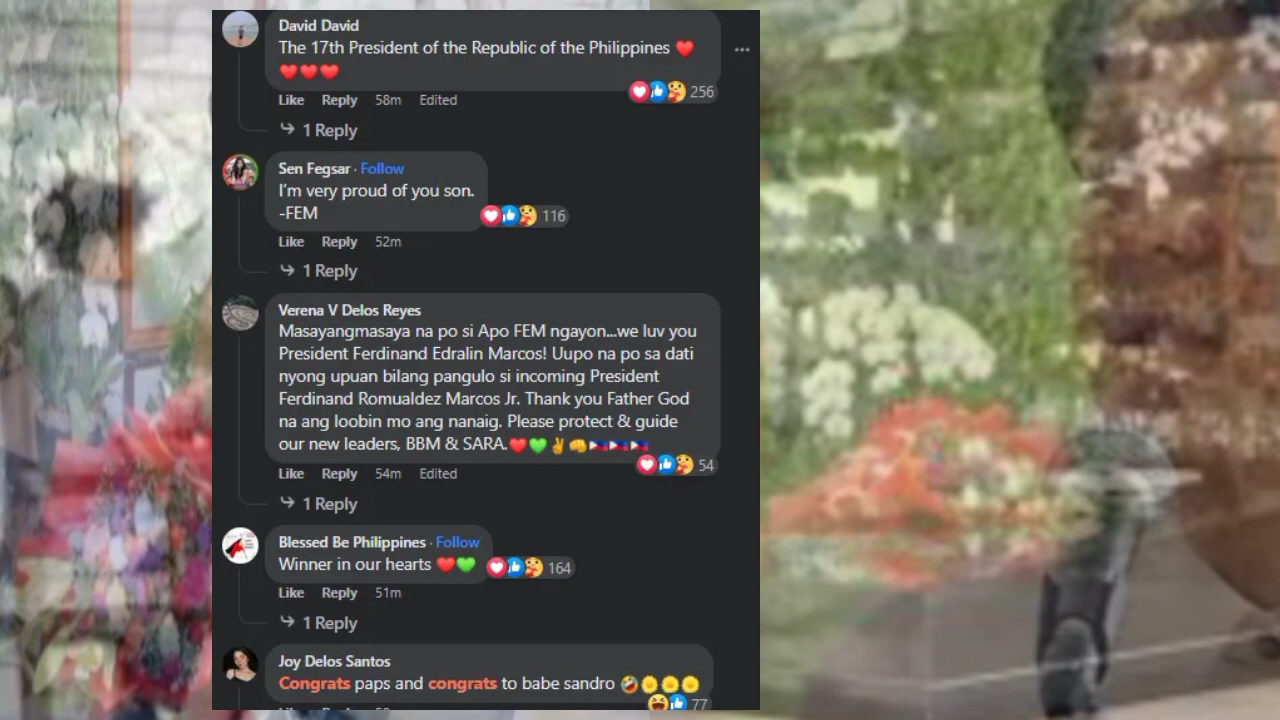 David David
The 17th President of the Republic of the Philippines ❤️
❤️❤️❤️
256
Like Reply 58m Edited
1 Reply
Sen Fegsar · Follow
I'm very proud of you son.
-FEM
116
Like Reply 52m
1 Reply
Verena V Delos Reyes
Masayangmasaya na po si Apo FEM ngayon...we luv you
President Ferdinand Edralin Marcos! Uupo na po sa dati
nyong upuan bilang pangulo si incoming President
Ferdinand Romualdez Marcos Jr. Thank you Father God
na ang loobin mo ang nanaig. Please protect & guide
our new leaders, BBM & SARA.❤️💚✌️👊🇵🇭🇵🇭🇵🇭
54
Like Reply 54m Edited
1 Reply
Blessed Be Philippines · Follow
Winner in our hearts ❤️💚
164
Like Reply 51m
1 Reply
Joy Delos Santos
Congrats paps and congrats to babe sandro 🤣🌼🌼🌼
77